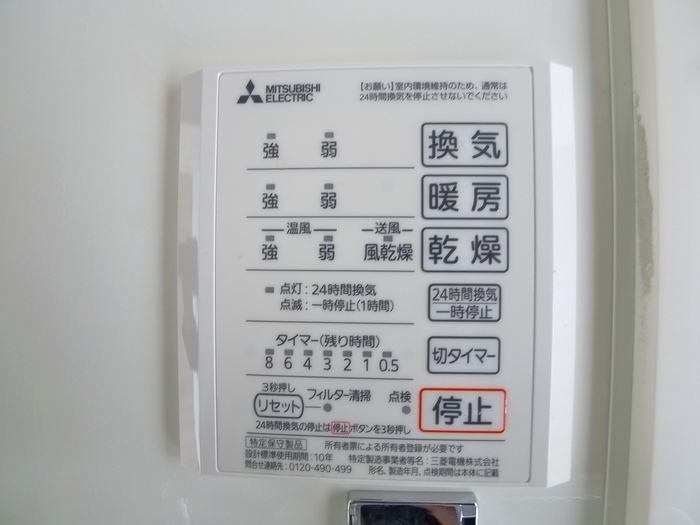 MITSUBISHI
ELECTRIC
【お願い】室内環境維持のため、通常は
24時間換気を停止させないでください
強 弱 換気
強 弱 暖房
温風 送風
強 弱 風乾燥 乾燥
点灯：24時間換気
点滅：一時停止(1時間)
24時間換気
一時停止
タイマー(残り時間)
8 6 4 3 2 1 0.5
切タイマー
3秒押し
リセット フィルター清掃 点検
停止
24時間換気の停止は停止ボタンを3秒押し
特定保守製品 所有者票による所有者登録が必要です
設計標準使用期間：10年 特定製造事業者等名：三菱電機株式会社
問合せ連絡先：0120-490-499 形名、製造年月、点検期間は本体に記載